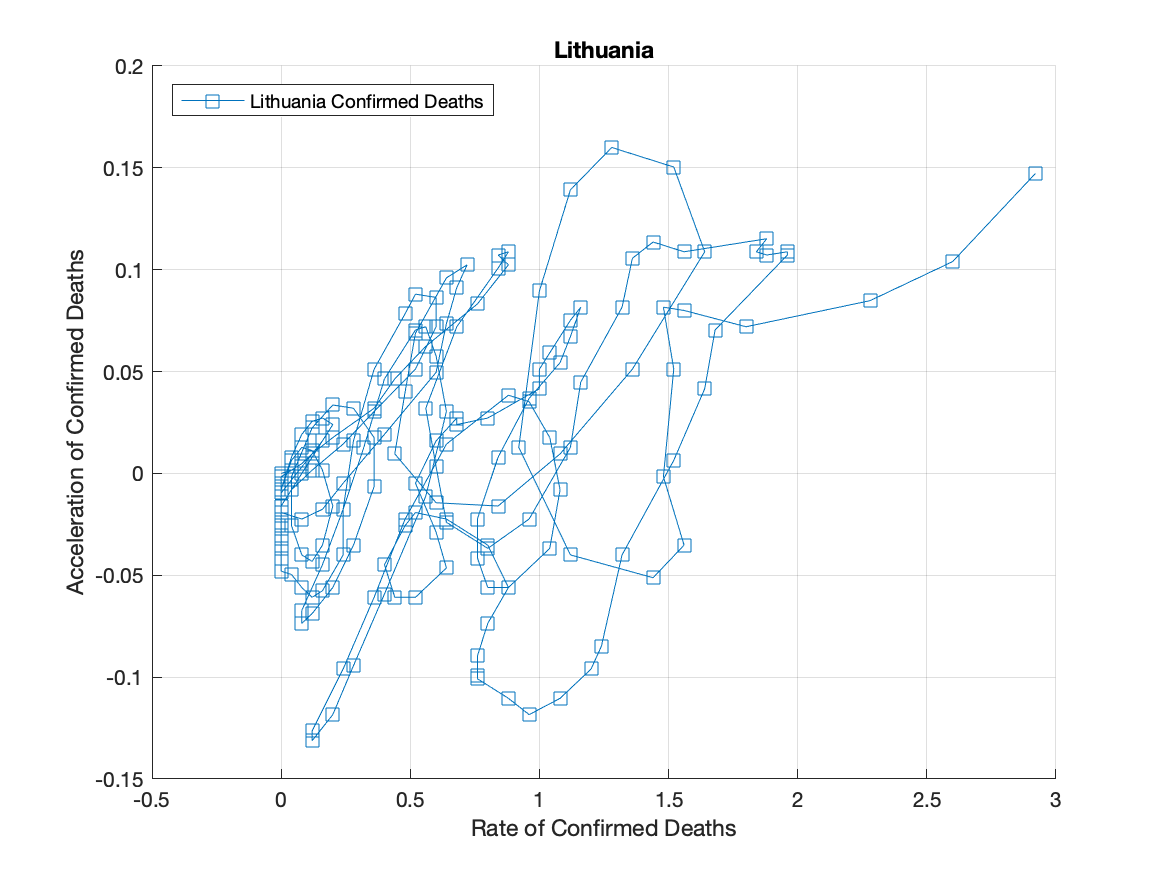 Lithuania
Lithuania Confirmed Deaths
0.2
0.15
0.1
0.05
0
-0.05
-0.1
-0.15
Acceleration of Confirmed Deaths
-0.5 0 0.5 1 1.5 2 2.5 3
Rate of Confirmed Deaths